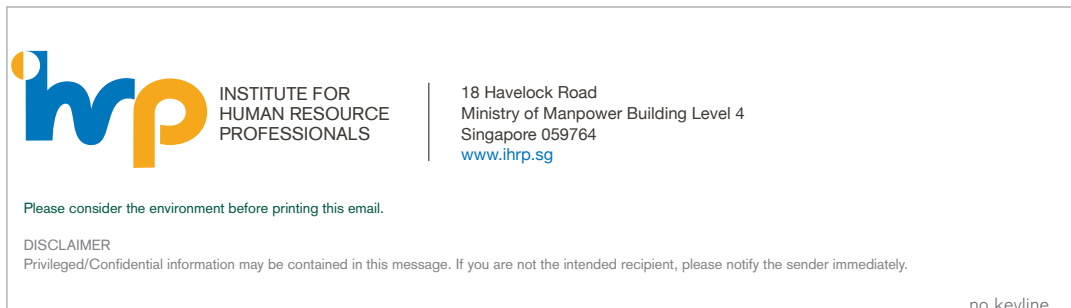 ihrp
INSTITUTE FOR
HUMAN RESOURCE
PROFESSIONALS
18 Havelock Road
Ministry of Manpower Building Level 4
Singapore 059764
www.ihrp.sg
Please consider the environment before printing this email.
DISCLAIMER
Privileged/Confidential information may be contained in this message. If you are not the intended recipient, please notify the sender immediately.
no keyline